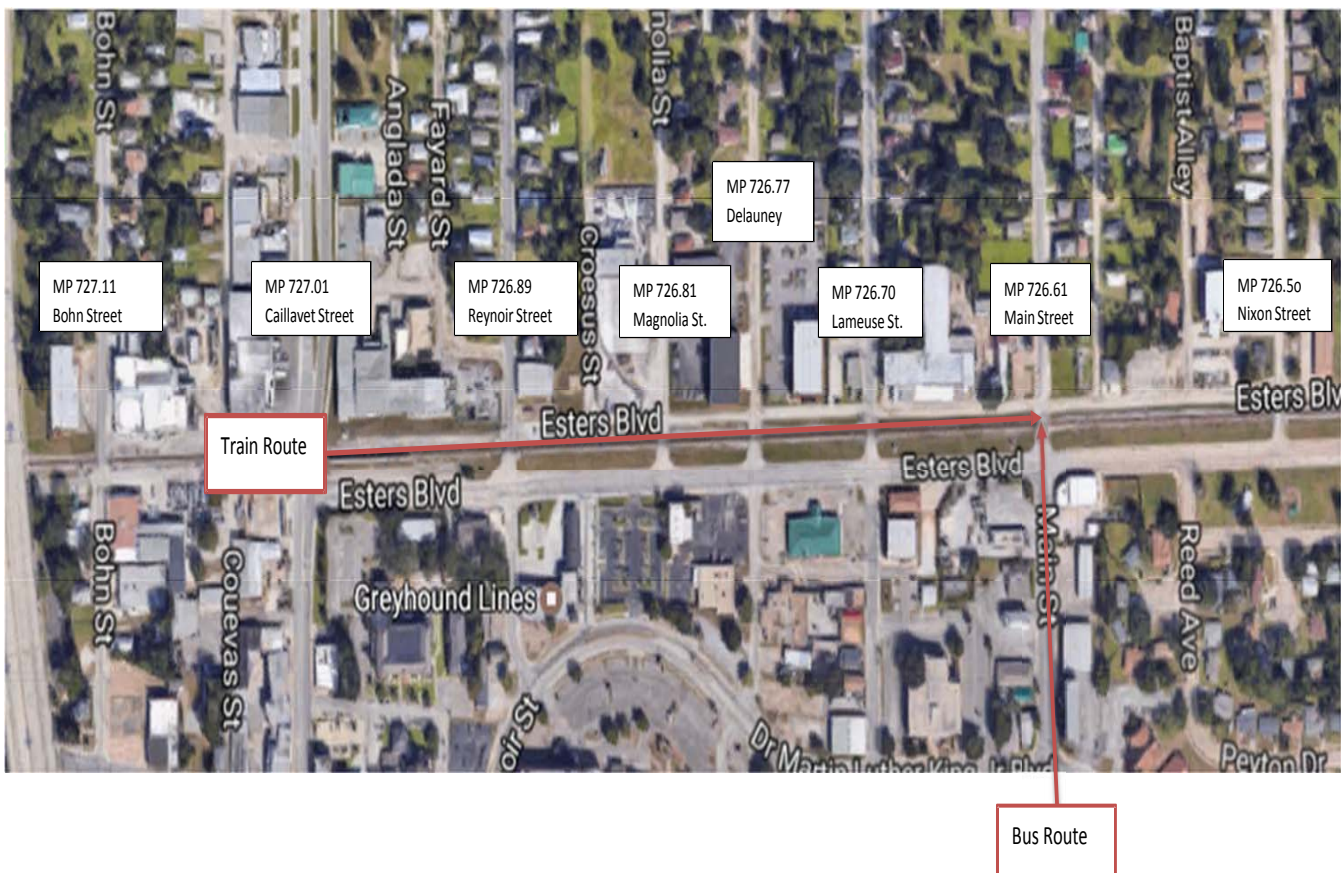 Bohn St
Anglada St
Fayard St
nolia St
Baptist Alley
MP 726.77
Delauney
MP 727.11
Bohn Street
MP 727.01
Caillavet Street
MP 726.89
Reynoir Street
Croesus St
MP 726.81
Magnolia St.
MP 726.70
Lameuse St.
MP 726.61
Main Street
MP 726.5o
Nixon Street
Esters Blv
Esters Blvd
Train Route
Esters Blvd
Esters Blvd
Bohn St
Couevas St
Greyhound Lines
Main St
Reed Ave
oir St
Dr Martin Luther King, Jr Blvd
Peyton Dr
Bus Route